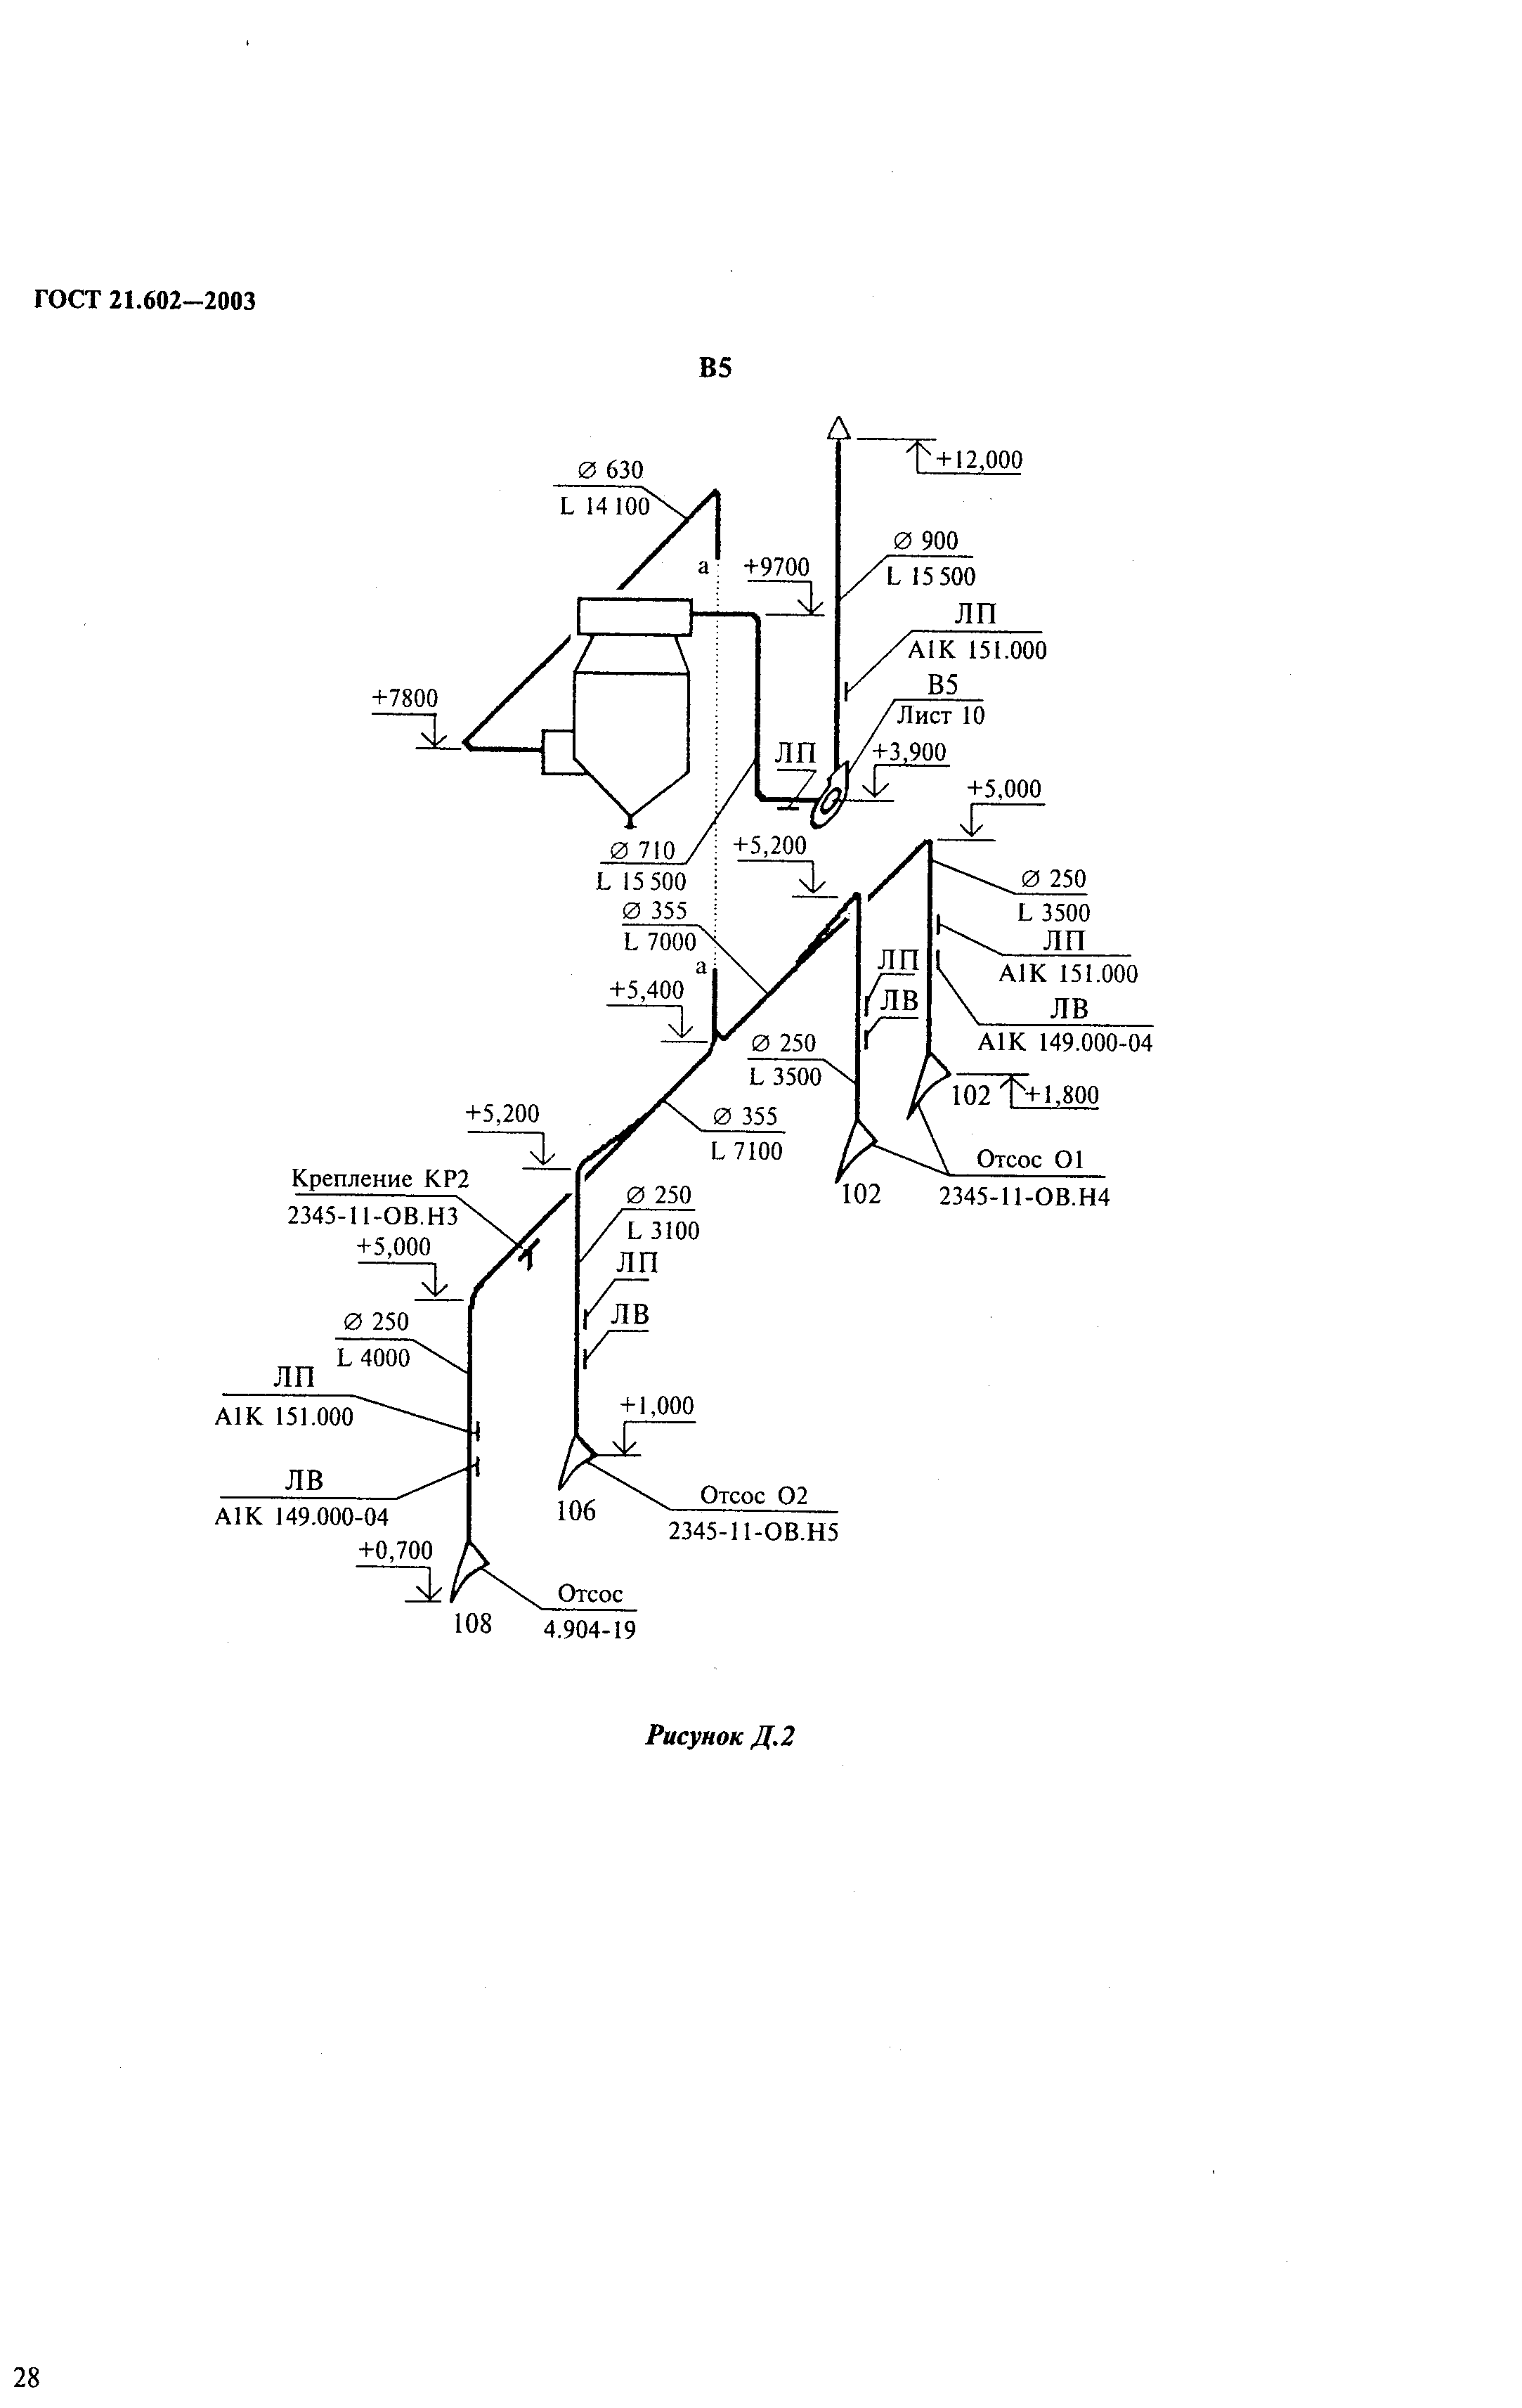 ГОСТ 21.602—2003
В5
+12,000
∅ 630
L 14 100
∅ 900
L 15 500
а
+9700
ЛП
А1К 151.000
В5
Лист 10
+7800
ЛП
+3,900
+5,000
∅ 710
L 15 500
+5,200
∅ 250
L 3500
∅ 355
L 7000
ЛП
А1К 151.000
а
ЛП
ЛВ
+5,400
ЛВ
А1К 149.000-04
∅ 250
L 3500
102
+1,800
+5,200
∅ 355
L 7100
Отсос О1
2345-11-ОВ.Н4
102
Крепление КР2
2345-11-ОВ.Н3
∅ 250
L 3100
+5,000
ЛП
ЛВ
∅ 250
L 4000
ЛП
А1К 151.000
+1,000
ЛВ
А1К 149.000-04
106
Отсос О2
2345-11-ОВ.Н5
+0,700
108
Отсос
4.904-19
Рисунок Д.2
28